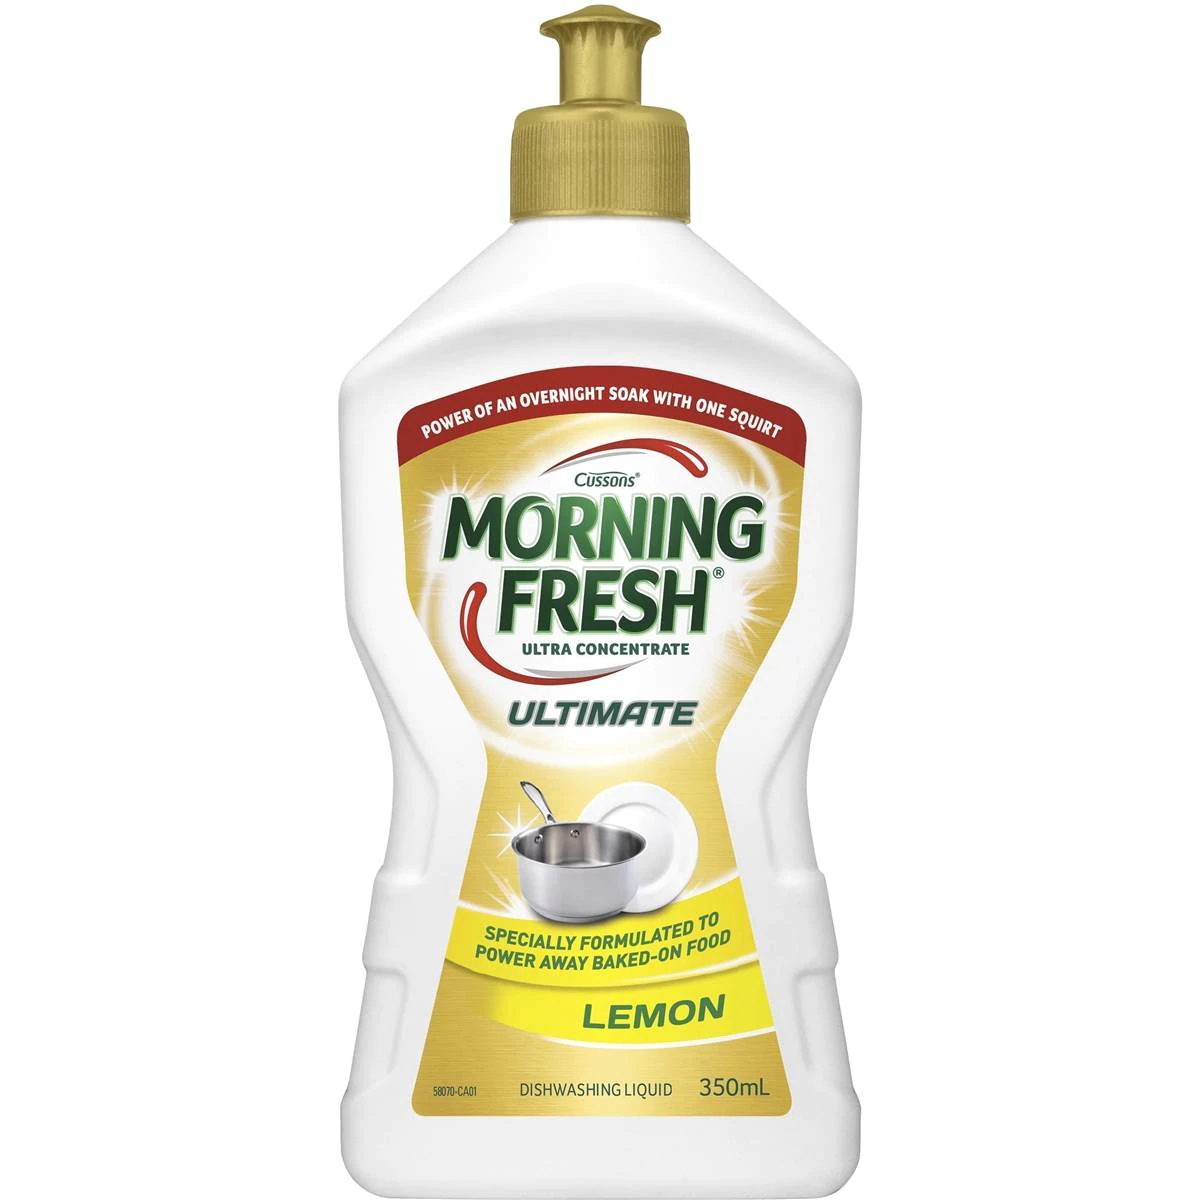 POWER OF AN OVERNIGHT SOAK WITH ONE SQUIRT
Cussons®
MORNING
FRESH®
ULTRA CONCENTRATE
ULTIMATE
SPECIALLY FORMULATED TO
POWER AWAY BAKED-ON FOOD
LEMON
58070-CA01 DISHWASHING LIQUID 350mL